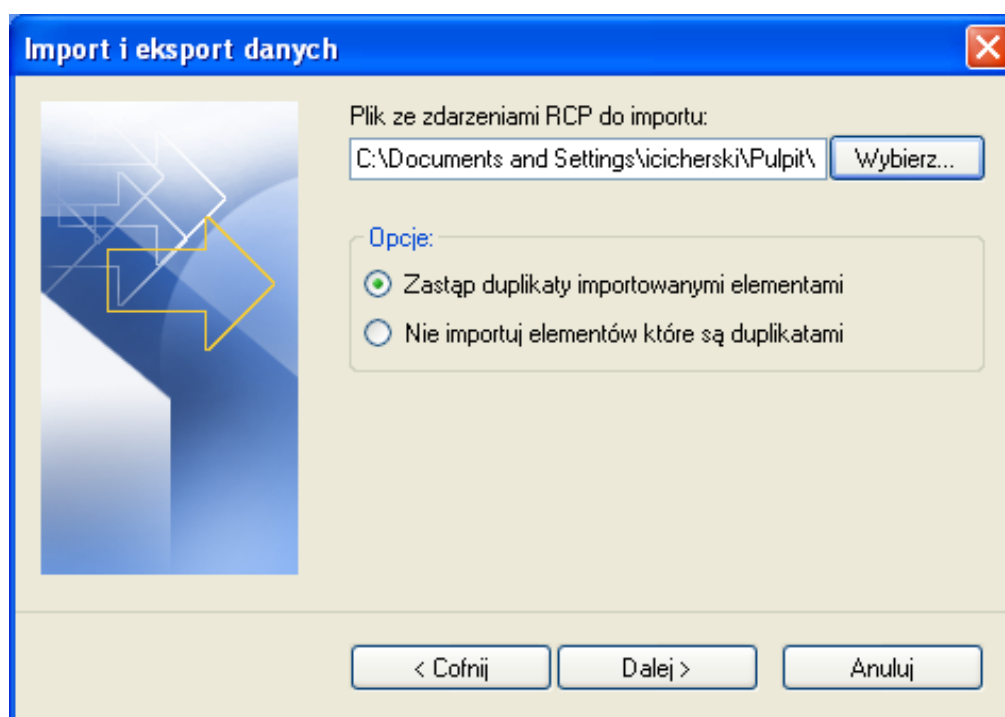 Import i eksport danych
Plik ze zdarzeniami RCP do importu:
C:\Documents and Settings\icicherski\Pulpit\
Wybierz...
Opcje:
Zastąp duplikaty importowanymi elementami
Nie importuj elementów które są duplikatami
< Cofnij
Dalej >
Anuluj